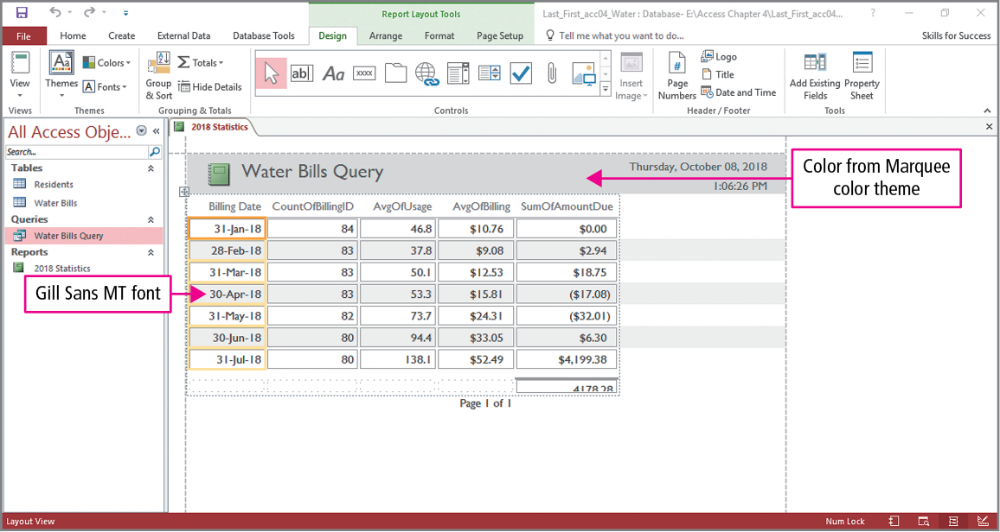 Report Layout Tools
Last_First_acc04_Water : Database- E:\Access Chapter 4\Last_First_acc04...
?
File
Home
Create
External Data
Database Tools
Design
Arrange
Format
Page Setup
Tell me what you want to do...
Skills for Success
View
Views
Aa
Themes
Colors
A Fonts
Themes
Group & Sort
Totals
Hide Details
Grouping & Totals
ab
Aa
xxxx
Controls
Insert Image
#
Page Numbers
Logo
Title
Date and Time
Header / Footer
Add Existing Fields
Property Sheet
Tools
All Access Obje...
Search...
Tables
Residents
Water Bills
Queries
Water Bills Query
Reports
2018 Statistics
2018 Statistics
Water Bills Query
Thursday, October 08, 2018
1:06:26 PM
Color from Marquee
color theme
Billing Date CountOfBillingID AvgOfUsage AvgOfBilling SumOfAmountDue
31-Jan-18 84 46.8 $10.76 $0.00
28-Feb-18 83 37.8 $9.08 $2.94
31-Mar-18 83 50.1 $12.53 $18.75
Gill Sans MT font
30-Apr-18 83 53.3 $15.81 ($17.08)
31-May-18 82 73.7 $24.31 ($32.01)
30-Jun-18 80 94.4 $33.05 $6.30
31-Jul-18 80 138.1 $52.49 $4,199.38
4178.28
Page 1 of 1
Layout View
Num Lock